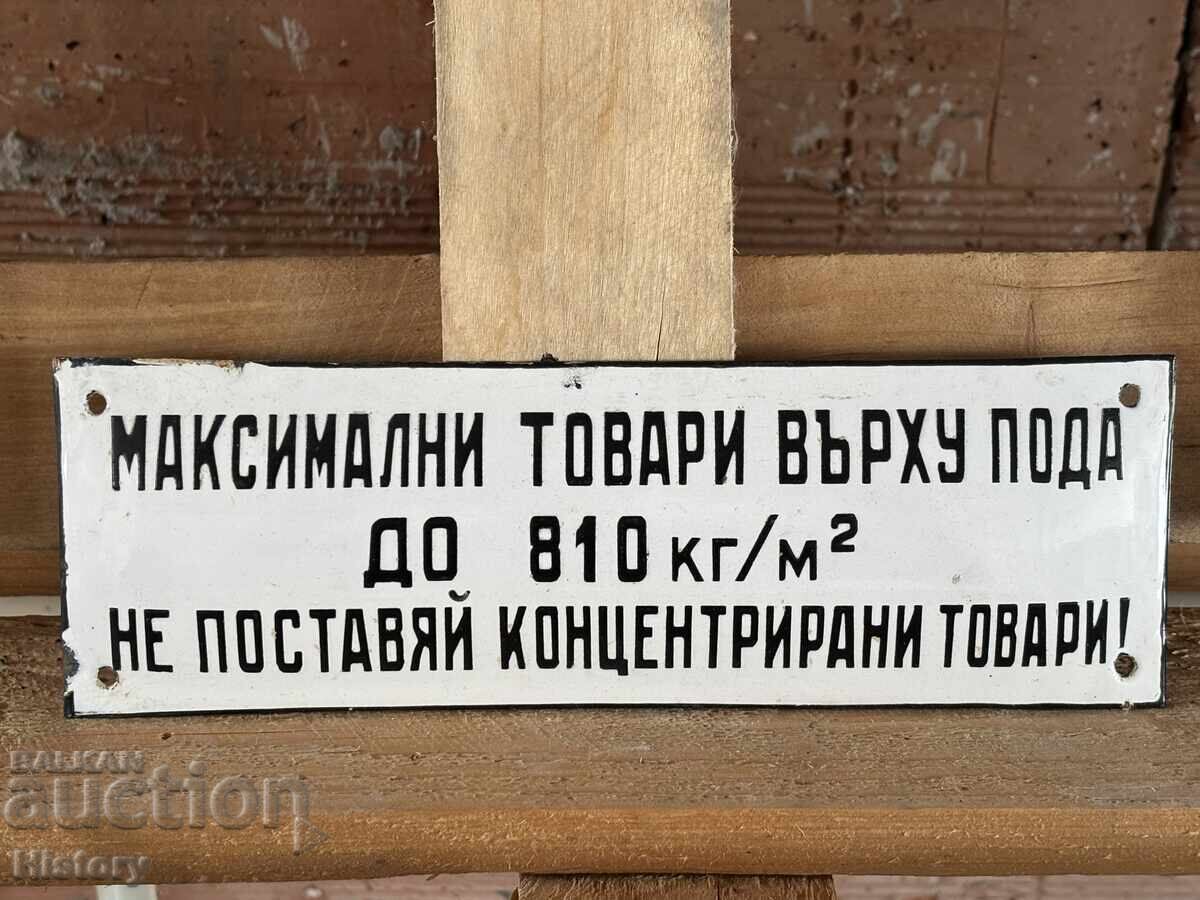 МАКСИМАЛНИ ТОВАРИ ВЪРХУ ПОДА
ДО 810 кг/м²
НЕ ПОСТАВЯЙ КОНЦЕНТРИРАНИ ТОВАРИ!
BALKAN
auction
History